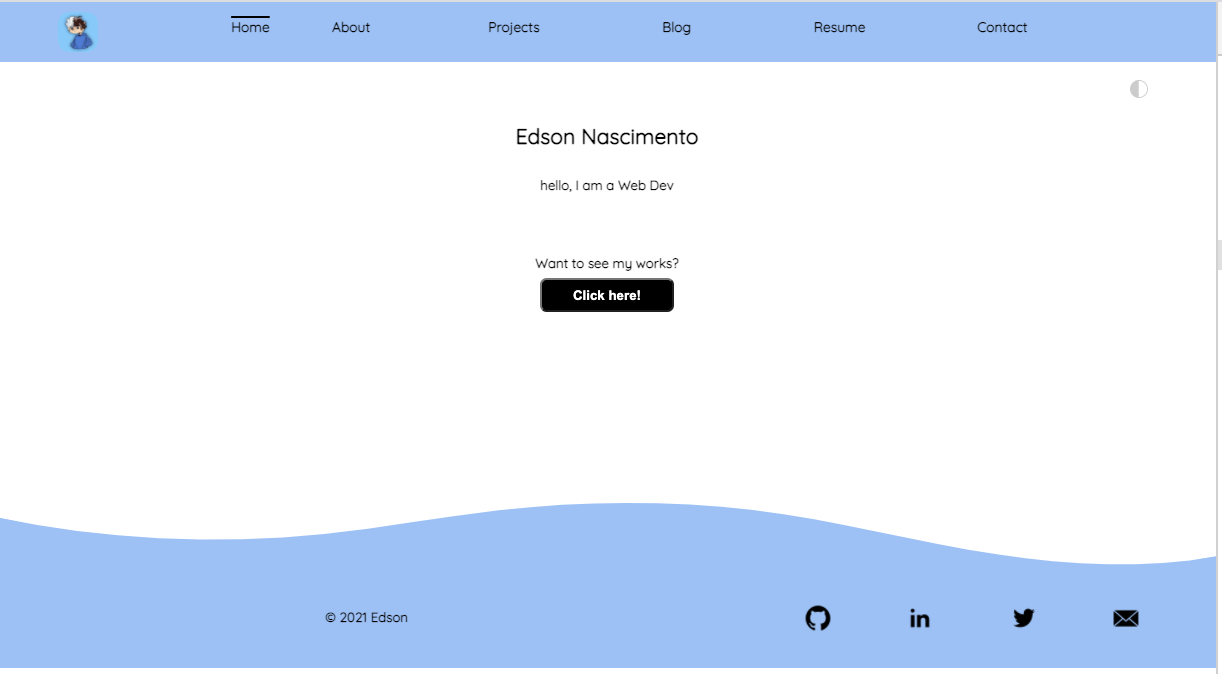 Home About Projects Blog Resume Contact
Edson Nascimento
hello, I am a Web Dev
Want to see my works?
Click here!
© 2021 Edson